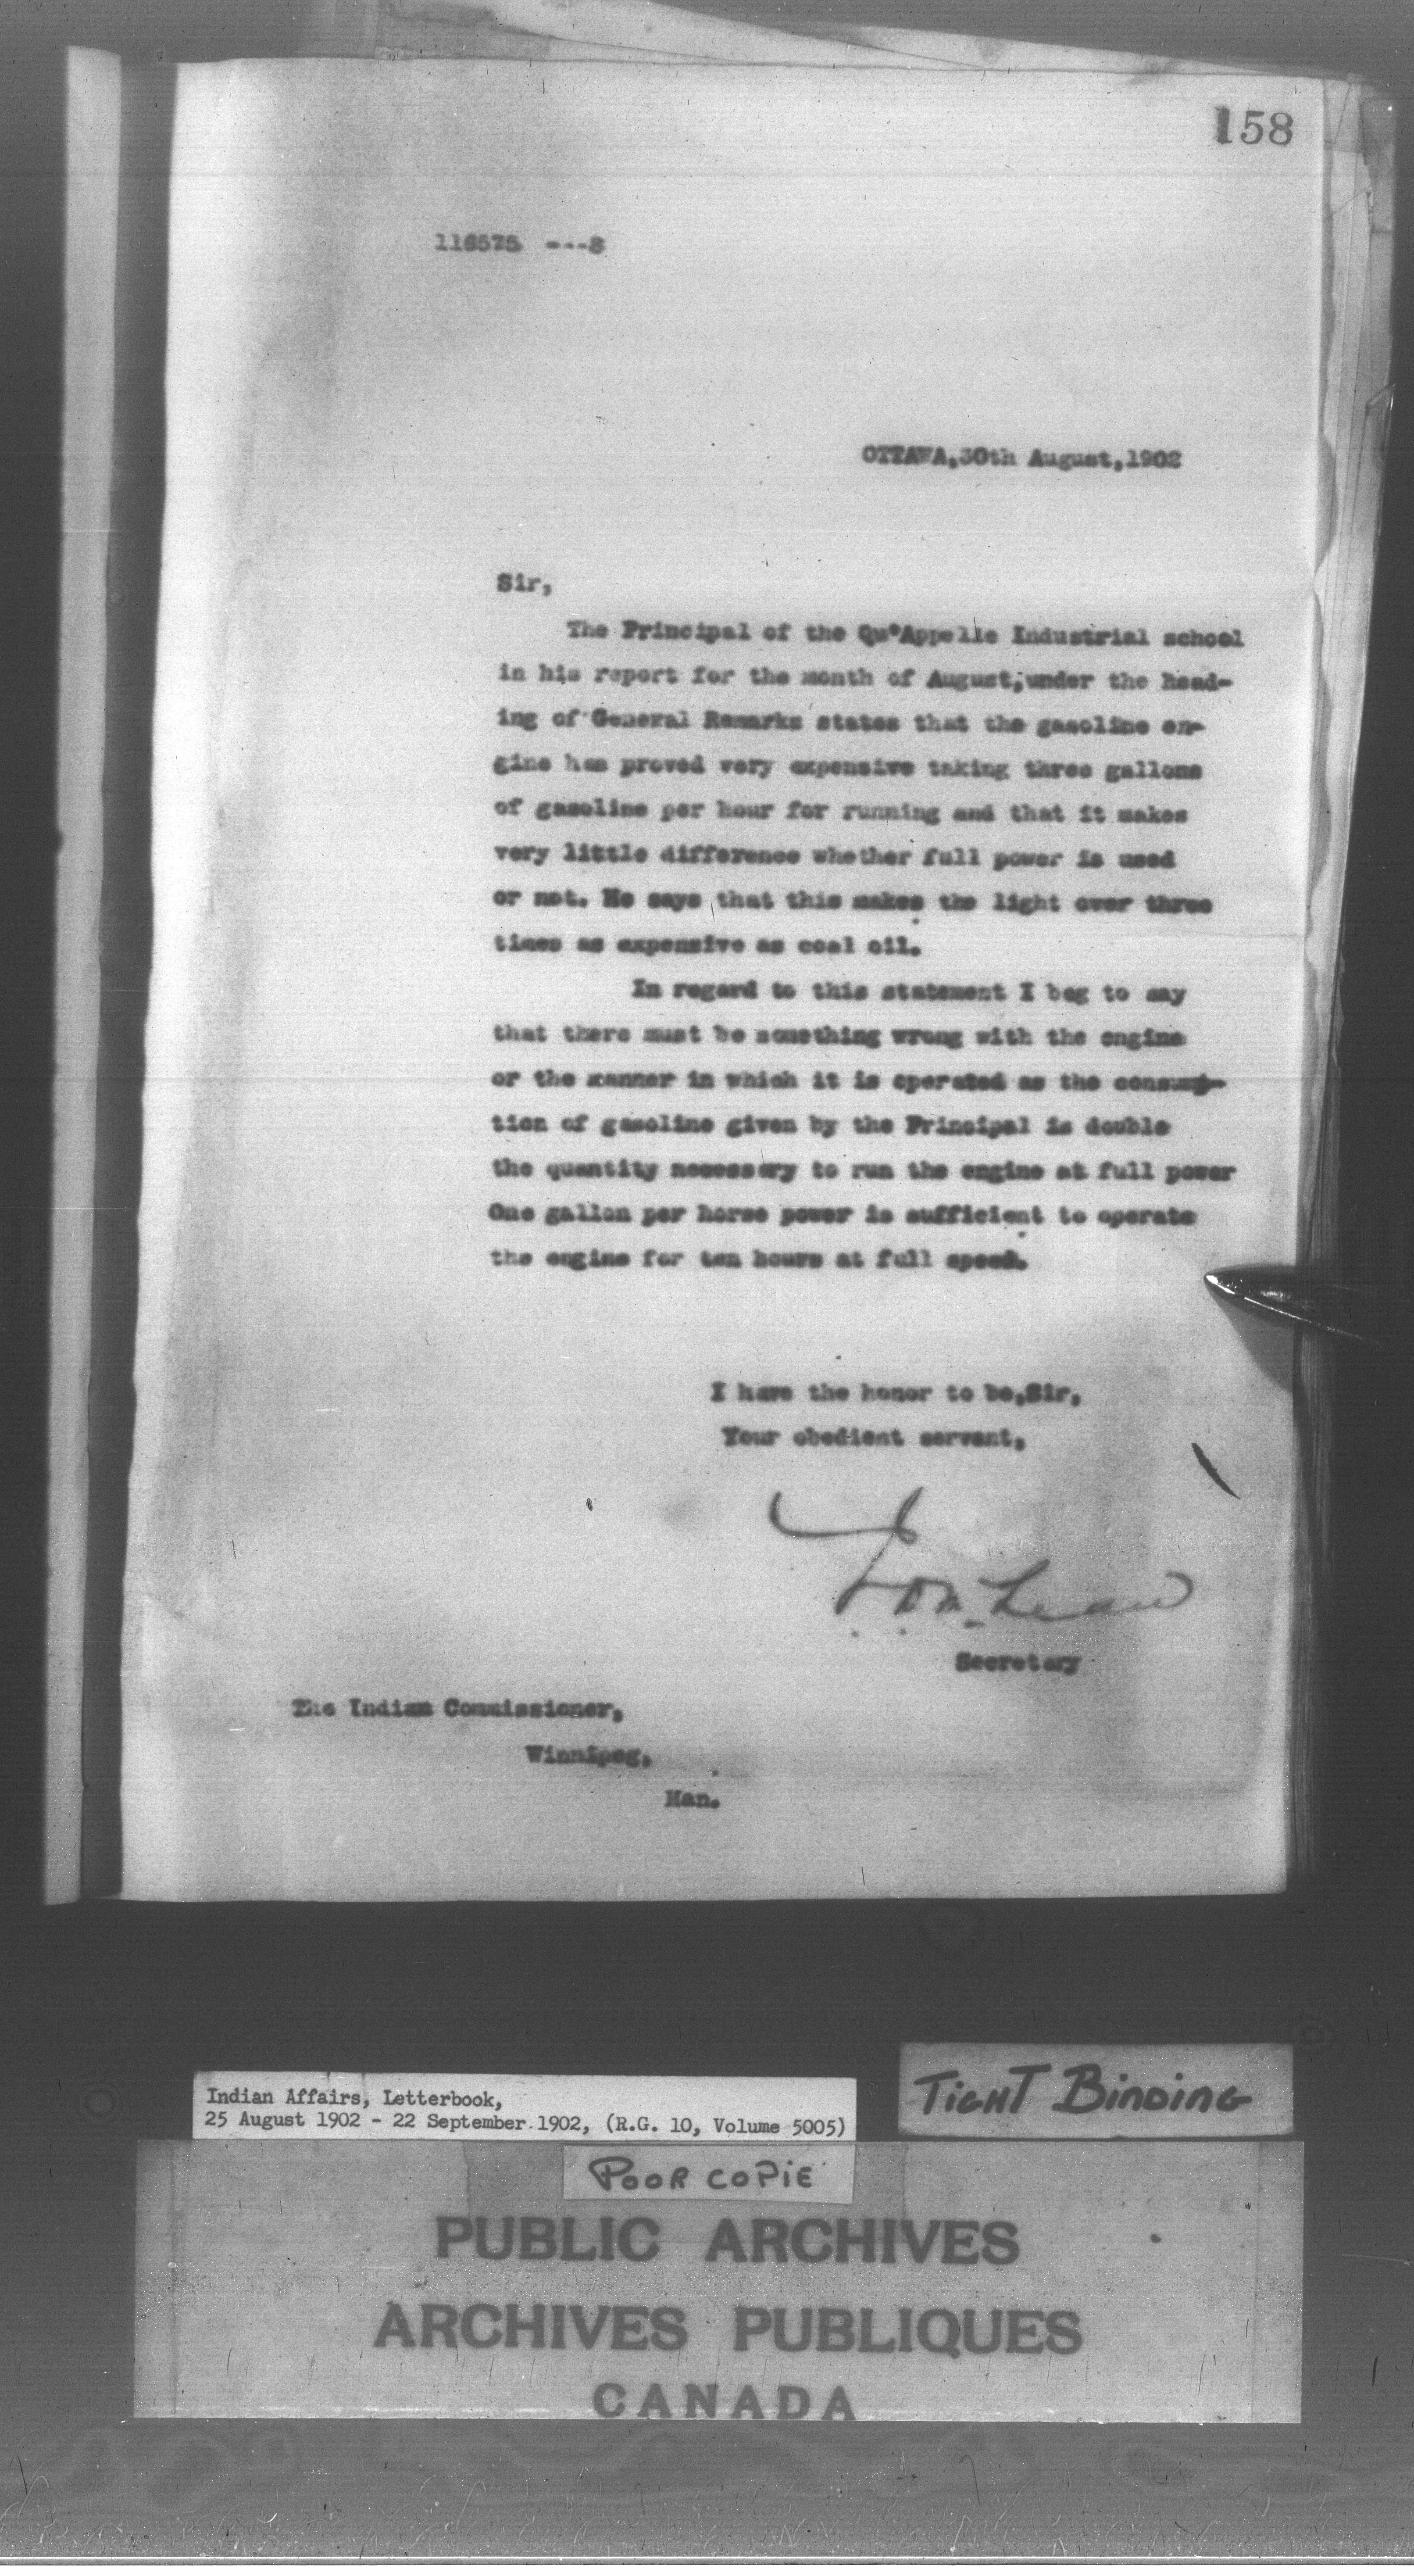 158
116575 ---8
OTTAWA,30th August,1902
Sir,
The Principal of the Qu'Appelle Industrial school
in his report for the month of August,under the head-
ing of General Remarks states that the gasoline en-
gine has proved very expensive taking three gallons
of gasoline per hour for running and that it makes
very little difference whether full power is used
or not. He says that this makes the light over three
times as expensive as coal oil.
In regard to this statement I beg to say
that there must be something wrong with the engine
or the manner in which it is operated as the consump-
tion of gasoline given by the Principal is double
the quantity necessary to run the engine at full power
One gallon per horse power is sufficient to operate
the engine for ten hours at full speed.
I have the honor to be,Sir,
Your obedient servant,
Secretary
The Indian Commissioner,
Winnipeg,
Man.
TIGHT BINDING
Indian Affairs, Letterbook,
25 August 1902 - 22 September 1902, (R.G. 10, Volume 5005)
POOR COPIE
PUBLIC ARCHIVES
ARCHIVES PUBLIQUES
CANADA